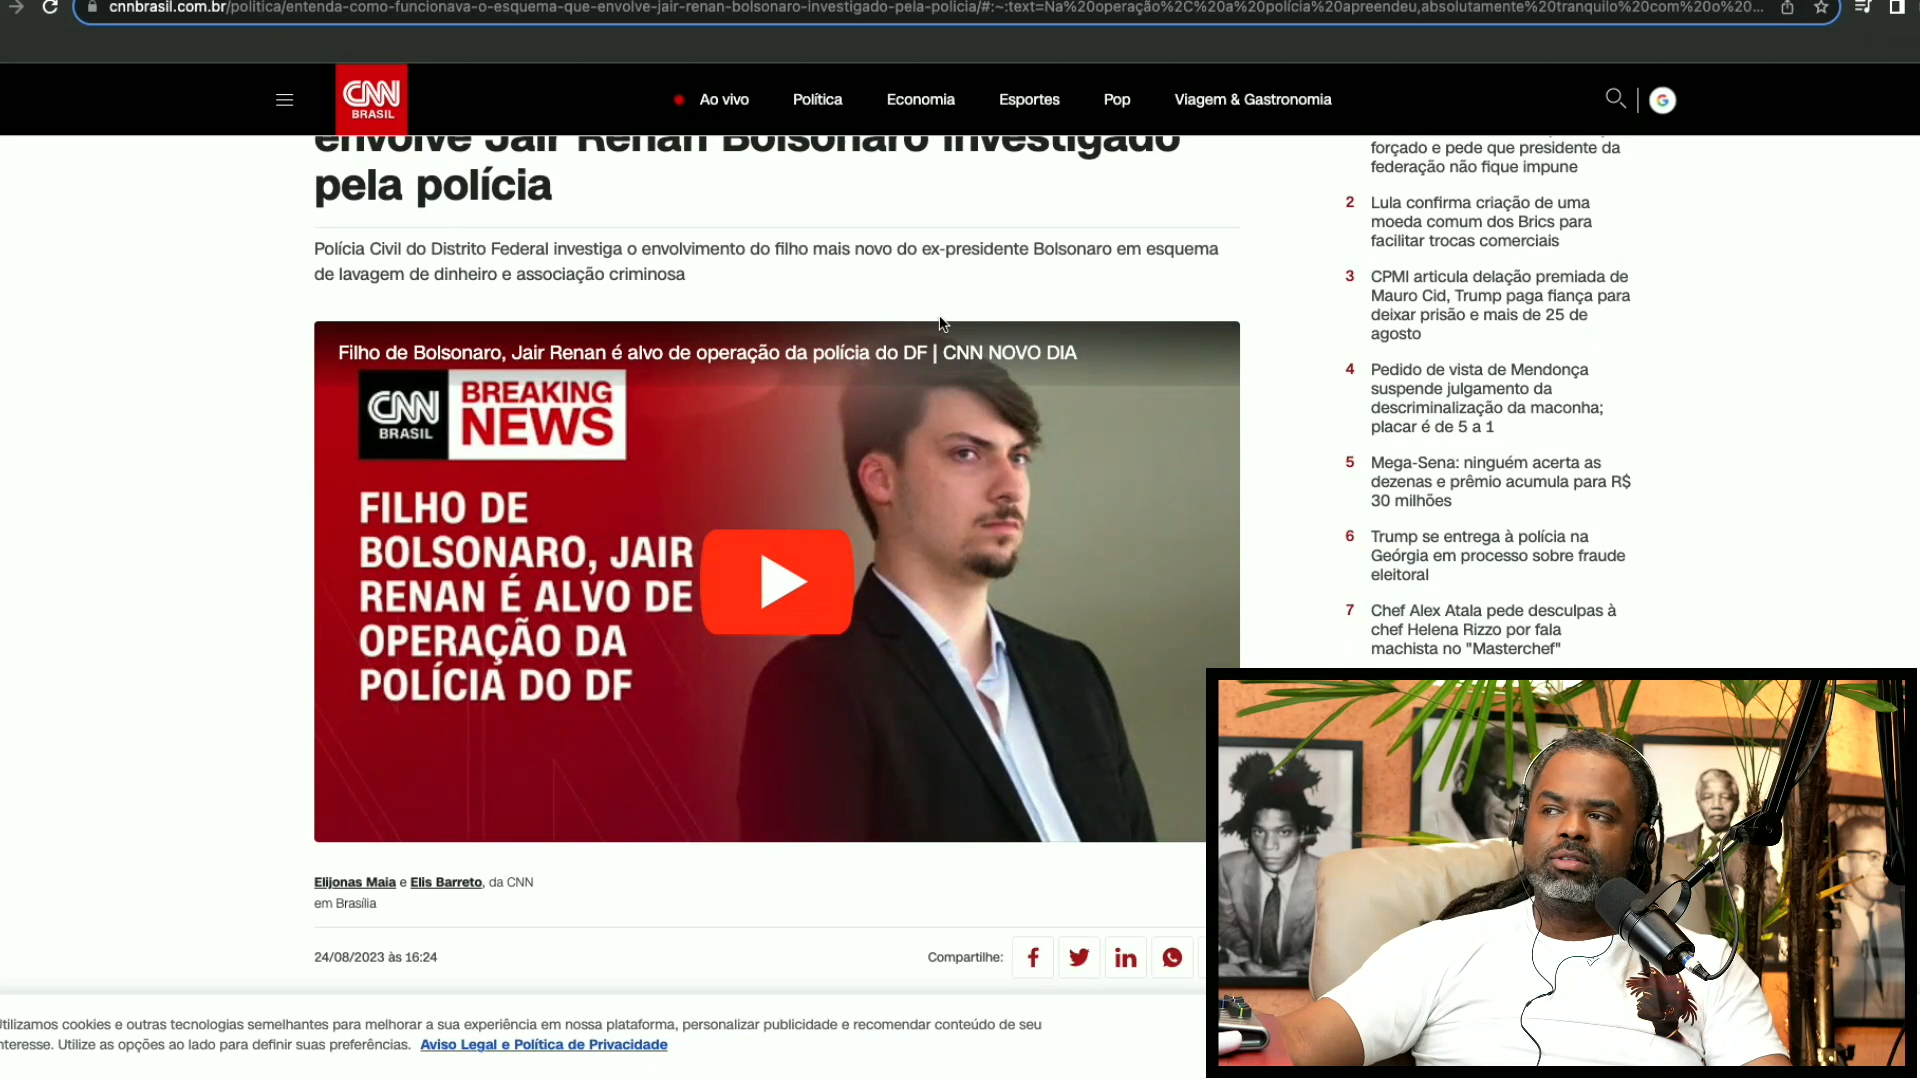 cnnbrasil.com.br/politica/entenda-como-funcionava-o-esquema-que-envolve-jair-renan-bolsonaro-investigado-pela-policia/#:~:text=Na%20operação%2C%20a%20polícia%20apreendeu,absolutamente%20tranquilo%20com%20o%20...
CNN
BRASIL
Ao vivo
Política
Economia
Esportes
Pop
Viagem & Gastronomia
envolve Jair Renan Bolsonaro investigado
pela polícia
Polícia Civil do Distrito Federal investiga o envolvimento do filho mais novo do ex-presidente Bolsonaro em esquema
de lavagem de dinheiro e associação criminosa
Filho de Bolsonaro, Jair Renan é alvo de operação da polícia do DF | CNN NOVO DIA
CNN
BRASIL
BREAKING
NEWS
FILHO DE
BOLSONARO, JAIR
RENAN É ALVO DE
OPERAÇÃO DA
POLÍCIA DO DF
Elijonas Maia e Elis Barreto, da CNN
em Brasília
24/08/2023 às 16:24
Compartilhe:
forçado e pede que presidente da
federação não fique impune
2 Lula confirma criação de uma
moeda comum dos Brics para
facilitar trocas comerciais
3 CPMI articula delação premiada de
Mauro Cid, Trump paga fiança para
deixar prisão e mais de 25 de
agosto
4 Pedido de vista de Mendonça
suspende julgamento da
descriminalização da maconha;
placar é de 5 a 1
5 Mega-Sena: ninguém acerta as
dezenas e prêmio acumula para R$
30 milhões
6 Trump se entrega à polícia na
Geórgia em processo sobre fraude
eleitoral
7 Chef Alex Atala pede desculpas à
chef Helena Rizzo por fala
machista no "Masterchef"
tilizamos cookies e outras tecnologias semelhantes para melhorar a sua experiência em nossa plataforma, personalizar publicidade e recomendar conteúdo de seu
nteresse. Utilize as opções ao lado para definir suas preferências. Aviso Legal e Política de Privacidade